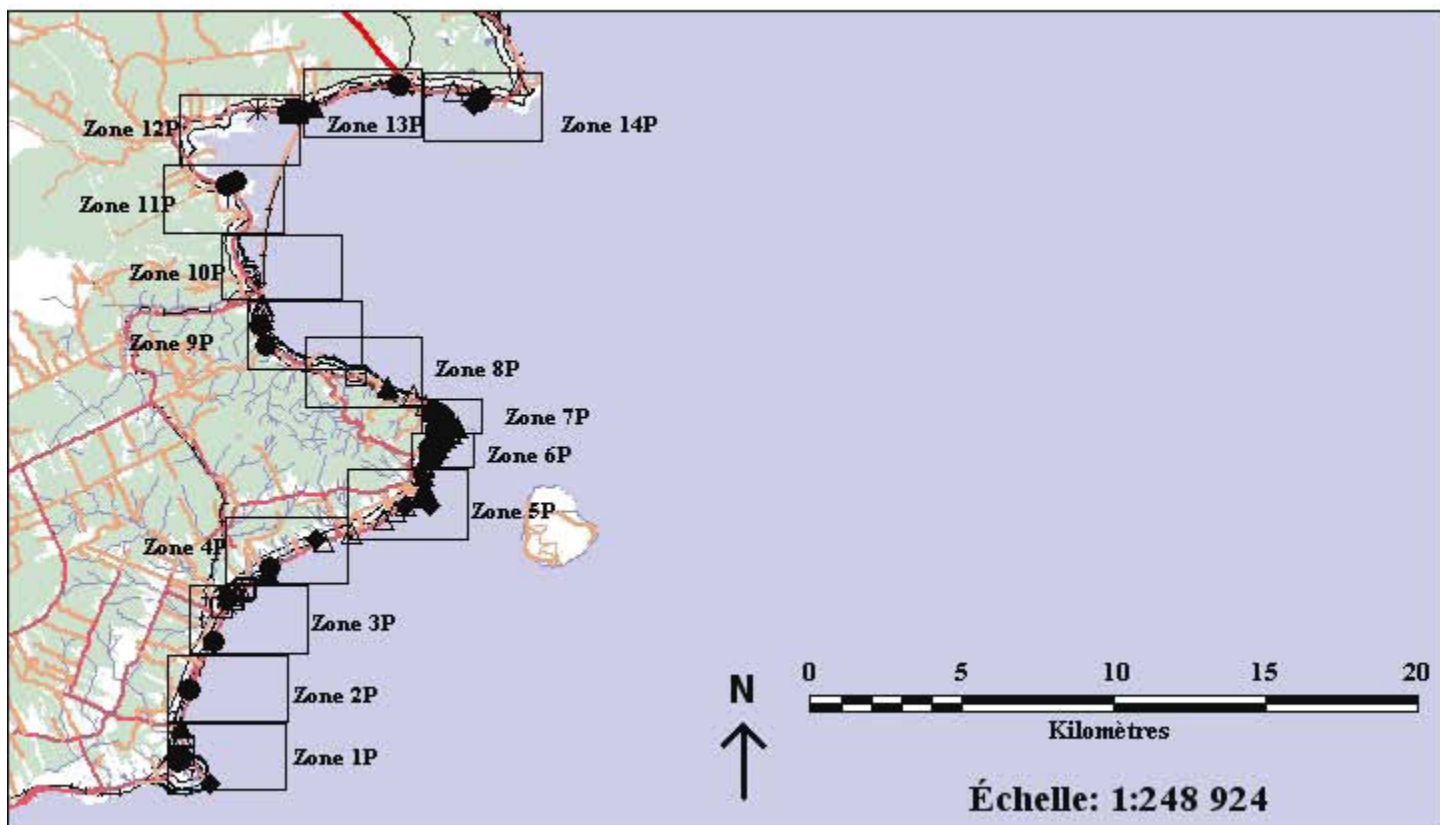 Zone 12P
Zone 13P
Zone 14P
Zone 11P
Zone 10P
Zone 9P
Zone 8P
Zone 7P
Zone 6P
Zone 5P
Zone 4P
Zone 3P
Zone 2P
Zone 1P
N
0 5 10 15 20
Kilomètres
Échelle: 1:248 924